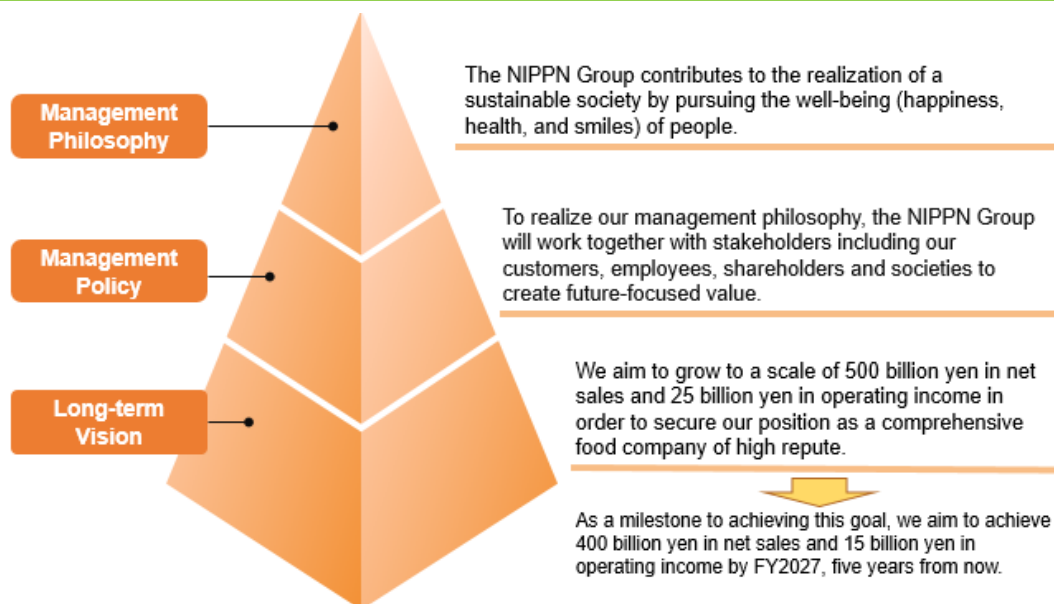 Management
Philosophy
The NIPPN Group contributes to the realization of a
sustainable society by pursuing the well-being (happiness,
health, and smiles) of people.
Management
Policy
To realize our management philosophy, the NIPPN Group
will work together with stakeholders including our
customers, employees, shareholders and societies to
create future-focused value.
Long-term
Vision
We aim to grow to a scale of 500 billion yen in net
sales and 25 billion yen in operating income in
order to secure our position as a comprehensive
food company of high repute.
As a milestone to achieving this goal, we aim to achieve
400 billion yen in net sales and 15 billion yen in
operating income by FY2027, five years from now.